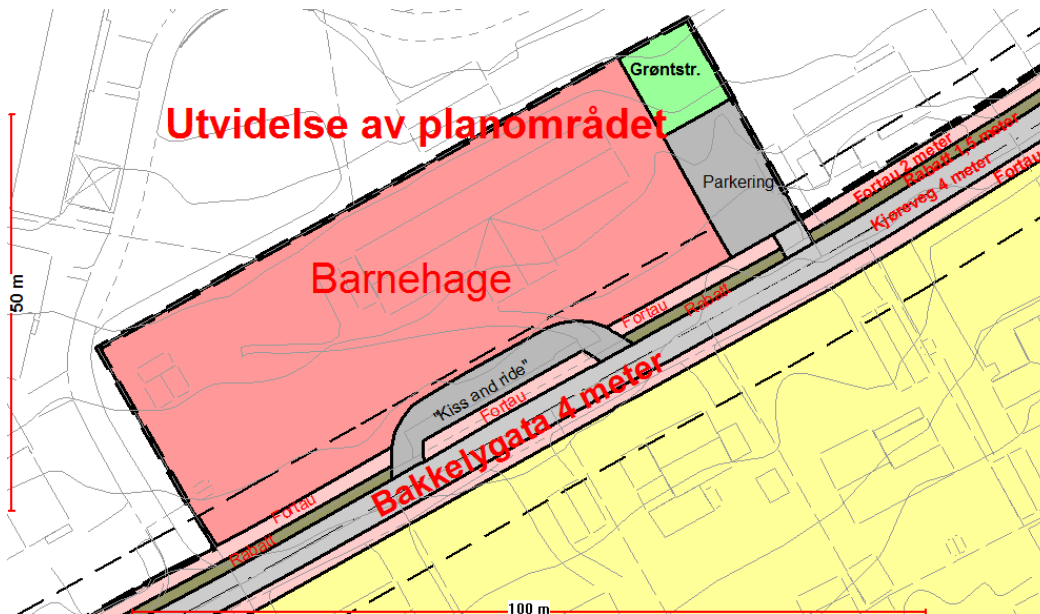 Grøntstr.
Utvidelse av planområdet
Fortau 2 meter
Rabatt 1,5 meter
Kjøreveg 4 meter
Fortau
Parkering
Barnehage
50 m
Fortau
Rabatt
"Kiss and ride"
Fortau
Bakkelygata 4 meter
Fortau
Rabatt
100 m